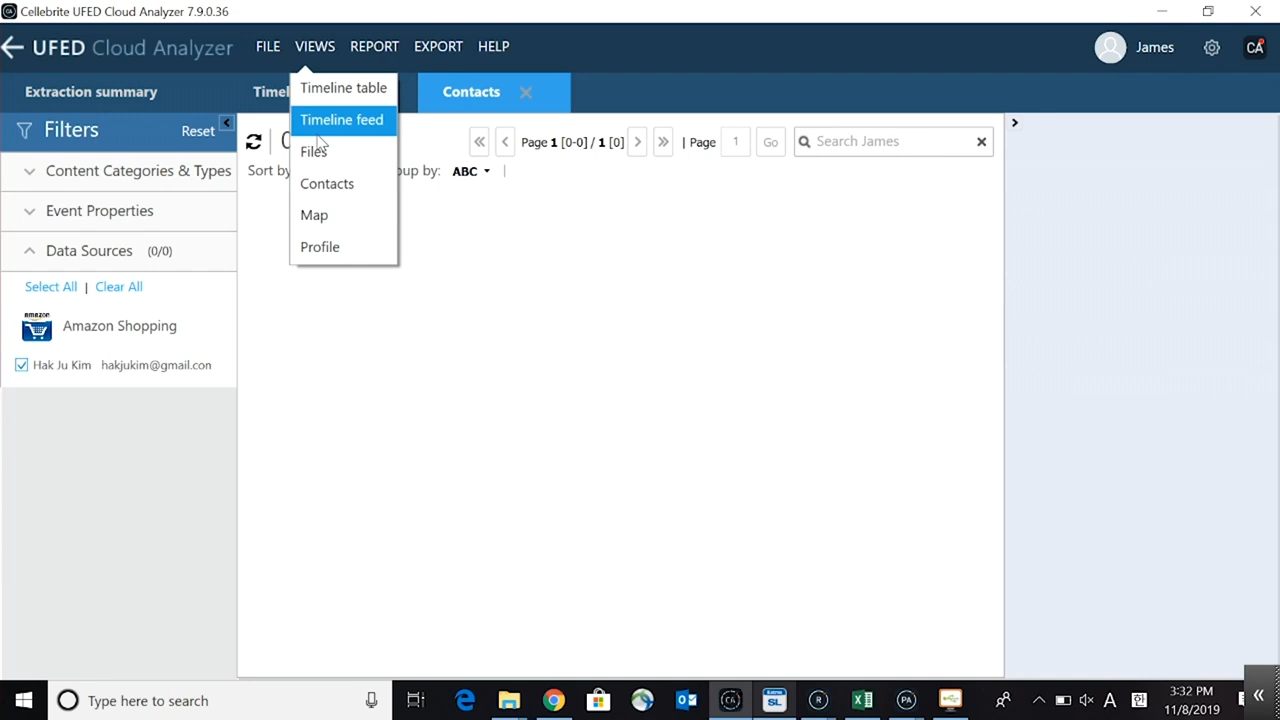 Cellebrite UFED Cloud Analyzer 7.9.0.36
UFED Cloud Analyzer FILE VIEWS REPORT EXPORT HELP James CA
Extraction summary Timel Contacts
Timeline table
Timeline feed
Files
Contacts
Map
Profile
Filters Reset
Page 1 [0-0] / 1 [0] | Page 1 Go Search James
Sort by oup by: ABC
Content Categories & Types
Event Properties
Data Sources (0/0)
Select All | Clear All
amazon Amazon Shopping
Hak Ju Kim hakjukim@gmail.con
Type here to search
A 한 3:32 PM
11/8/2019